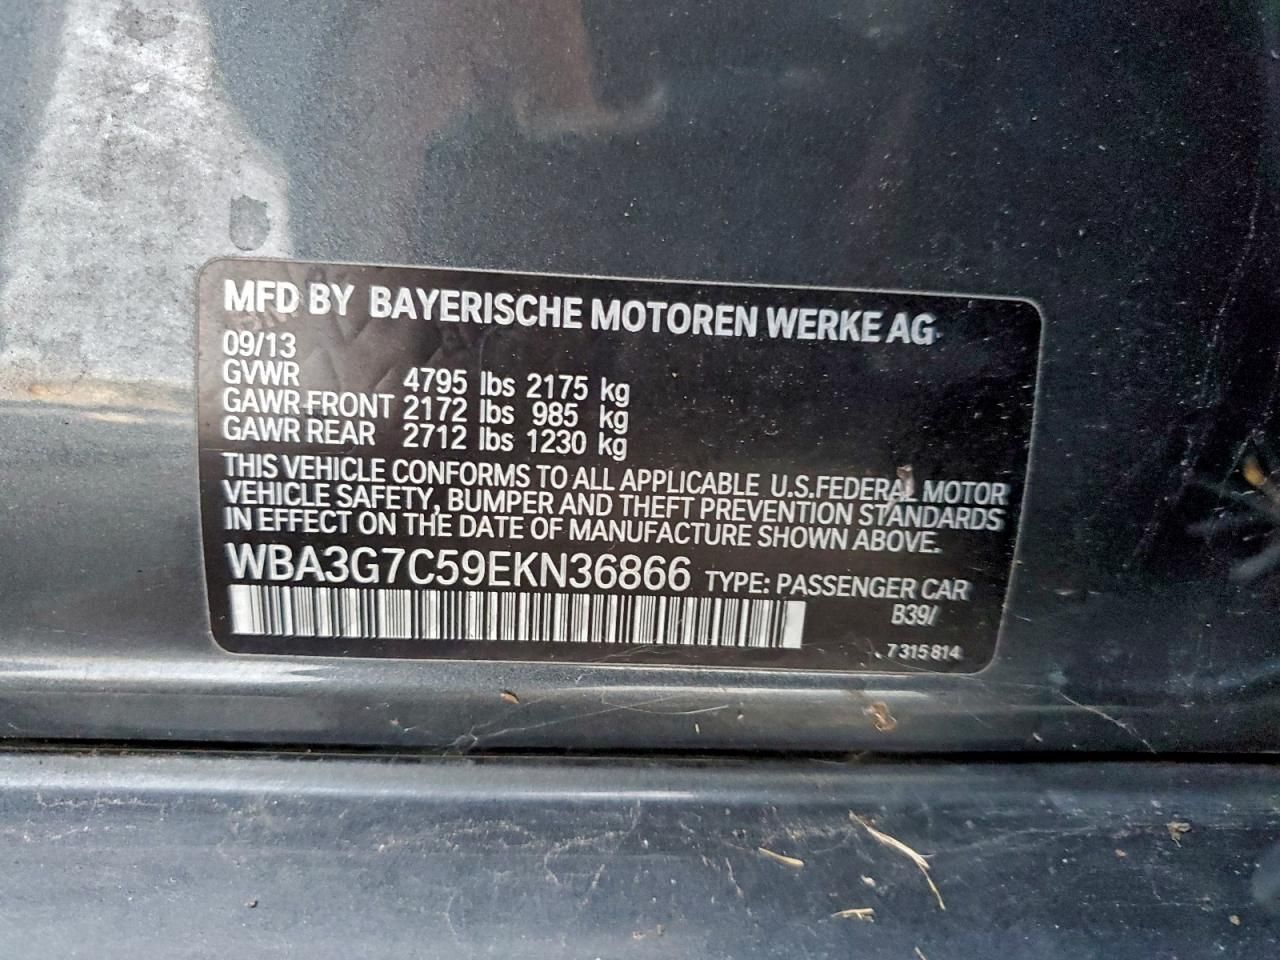 MFD BY BAYERISCHE MOTOREN WERKE AG
09/13
GVWR 4795 lbs 2175 kg
GAWR FRONT 2172 lbs 985 kg
GAWR REAR 2712 lbs 1230 kg
THIS VEHICLE CONFORMS TO ALL APPLICABLE U.S.FEDERAL MOTOR
VEHICLE SAFETY, BUMPER AND THEFT PREVENTION STANDARDS
IN EFFECT ON THE DATE OF MANUFACTURE SHOWN ABOVE.
WBA3G7C59EKN36866 TYPE: PASSENGER CAR
B39/
7 315 814